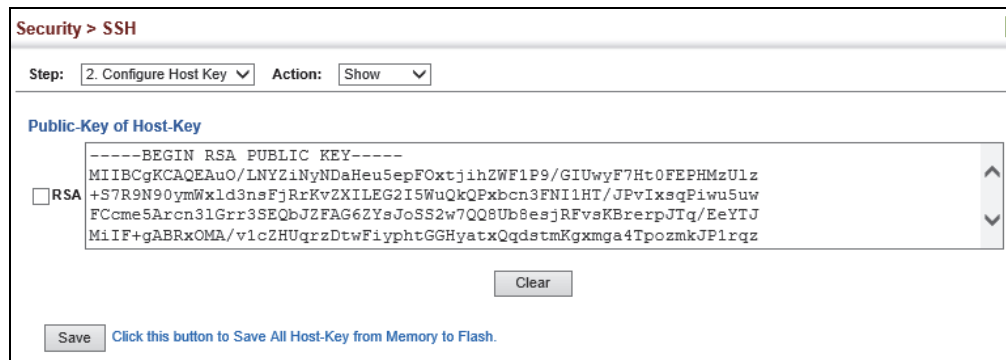 Security > SSH
Step: 2. Configure Host Key Action: Show
Public-Key of Host-Key
-----BEGIN RSA PUBLIC KEY-----
MIIBCgKCAQEAuO/LNYZiNyNDaHeu5epFOxtjihZWF1P9/GIUwyF7Ht0FEPHMzUlz
RSA +S7R9N90ymWxld3nsFjRrKvZXILEG2I5WuQkQPxbcn3FNI1HT/JPvIxsqPiwu5uw
FCcme5Arcn3lGrr3SEQbJZFAG6ZYsJoSS2w7QQ8Ub8esjRFvsKBrerpJTq/EeYTJ
MiIF+gABRxOMA/v1cZHUqrzDtwFiyphtGGHyatxQqdstmKgxmga4TpozmkJP1rqz
Clear
Save Click this button to Save All Host-Key from Memory to Flash.